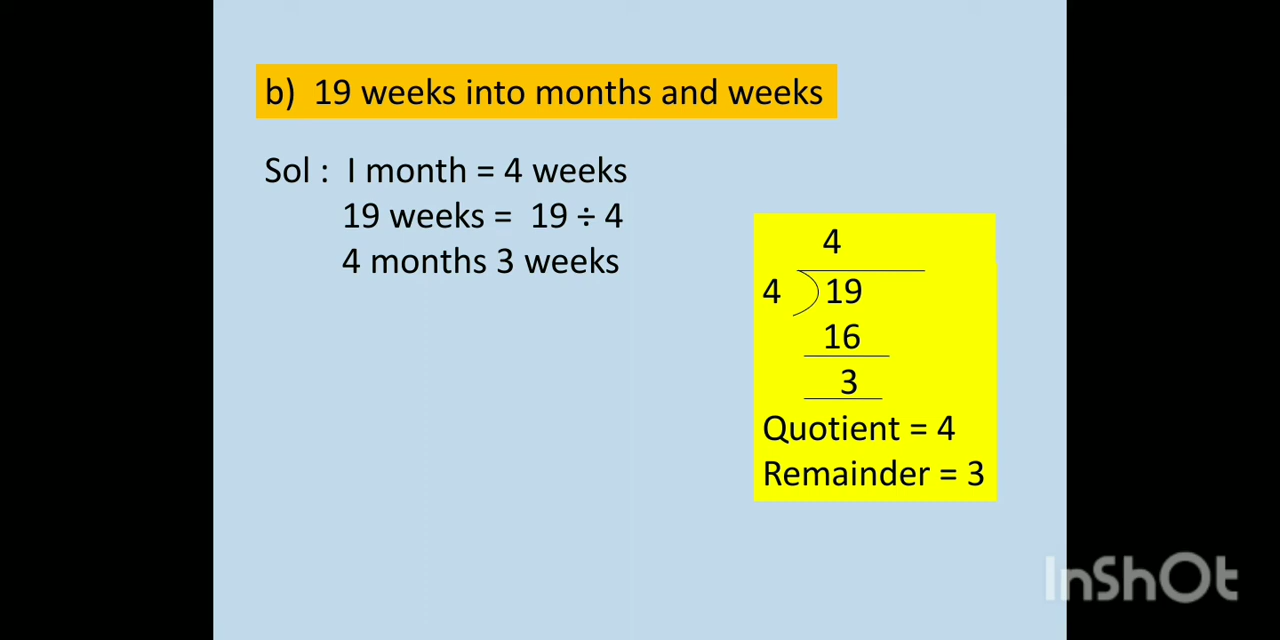 b) 19 weeks into months and weeks
Sol : I month = 4 weeks
19 weeks = 19 ÷ 4
4 months 3 weeks
4
4 19
16
3
Quotient = 4
Remainder = 3
InShOt